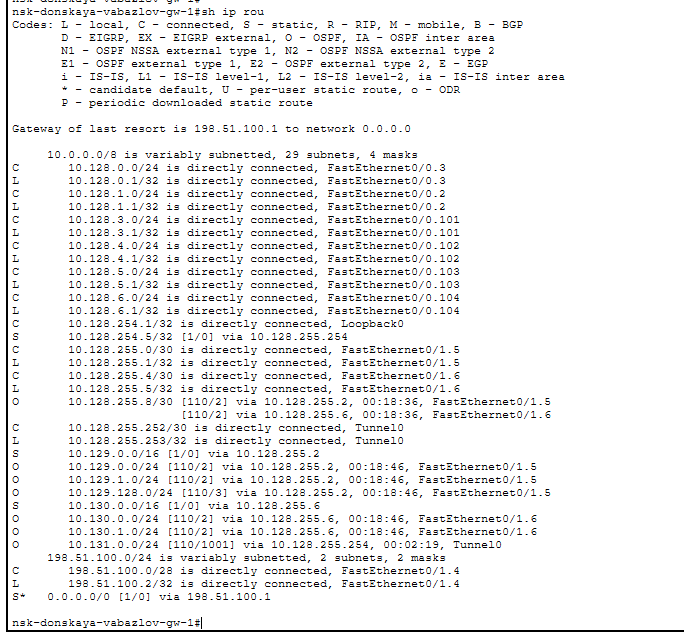 nsk-donskaya-vabazlov-gw-1#sh ip rou
Codes: L - local, C - connected, S - static, R - RIP, M - mobile, B - BGP
       D - EIGRP, EX - EIGRP external, O - OSPF, IA - OSPF inter area
       N1 - OSPF NSSA external type 1, N2 - OSPF NSSA external type 2
       E1 - OSPF external type 1, E2 - OSPF external type 2, E - EGP
       i - IS-IS, L1 - IS-IS level-1, L2 - IS-IS level-2, ia - IS-IS inter area
       * - candidate default, U - per-user static route, o - ODR
       P - periodic downloaded static route

Gateway of last resort is 198.51.100.1 to network 0.0.0.0

     10.0.0.0/8 is variably subnetted, 29 subnets, 4 masks
C       10.128.0.0/24 is directly connected, FastEthernet0/0.3
L       10.128.0.1/32 is directly connected, FastEthernet0/0.3
C       10.128.1.0/24 is directly connected, FastEthernet0/0.2
L       10.128.1.1/32 is directly connected, FastEthernet0/0.2
C       10.128.3.0/24 is directly connected, FastEthernet0/0.101
L       10.128.3.1/32 is directly connected, FastEthernet0/0.101
C       10.128.4.0/24 is directly connected, FastEthernet0/0.102
L       10.128.4.1/32 is directly connected, FastEthernet0/0.102
C       10.128.5.0/24 is directly connected, FastEthernet0/0.103
L       10.128.5.1/32 is directly connected, FastEthernet0/0.103
C       10.128.6.0/24 is directly connected, FastEthernet0/0.104
L       10.128.6.1/32 is directly connected, FastEthernet0/0.104
C       10.128.254.1/32 is directly connected, Loopback0
S       10.128.254.5/32 [1/0] via 10.128.255.254
C       10.128.255.0/30 is directly connected, FastEthernet0/1.5
L       10.128.255.1/32 is directly connected, FastEthernet0/1.5
C       10.128.255.4/30 is directly connected, FastEthernet0/1.6
L       10.128.255.5/32 is directly connected, FastEthernet0/1.6
O       10.128.255.8/30 [110/2] via 10.128.255.2, 00:18:36, FastEthernet0/1.5
                        [110/2] via 10.128.255.6, 00:18:36, FastEthernet0/1.6
C       10.128.255.252/30 is directly connected, Tunnel0
L       10.128.255.253/32 is directly connected, Tunnel0
S       10.129.0.0/16 [1/0] via 10.128.255.2
O       10.129.0.0/24 [110/2] via 10.128.255.2, 00:18:46, FastEthernet0/1.5
O       10.129.1.0/24 [110/2] via 10.128.255.2, 00:18:46, FastEthernet0/1.5
O       10.129.128.0/24 [110/3] via 10.128.255.2, 00:18:46, FastEthernet0/1.5
S       10.130.0.0/16 [1/0] via 10.128.255.6
O       10.130.0.0/24 [110/2] via 10.128.255.6, 00:18:46, FastEthernet0/1.6
O       10.130.1.0/24 [110/2] via 10.128.255.6, 00:18:46, FastEthernet0/1.6
O       10.131.0.0/24 [110/1001] via 10.128.255.254, 00:02:19, Tunnel0
     198.51.100.0/24 is variably subnetted, 2 subnets, 2 masks
C       198.51.100.0/28 is directly connected, FastEthernet0/1.4
L       198.51.100.2/32 is directly connected, FastEthernet0/1.4
S*   0.0.0.0/0 [1/0] via 198.51.100.1

nsk-donskaya-vabazlov-gw-1#